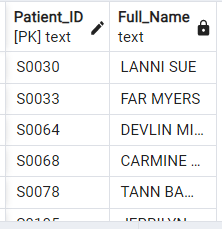 Patient_ID Full_Name
[PK] text text
S0030 LANNI SUE
S0033 FAR MYERS
S0064 DEVLIN MI...
S0068 CARMINE ...
S0078 TANN BA...